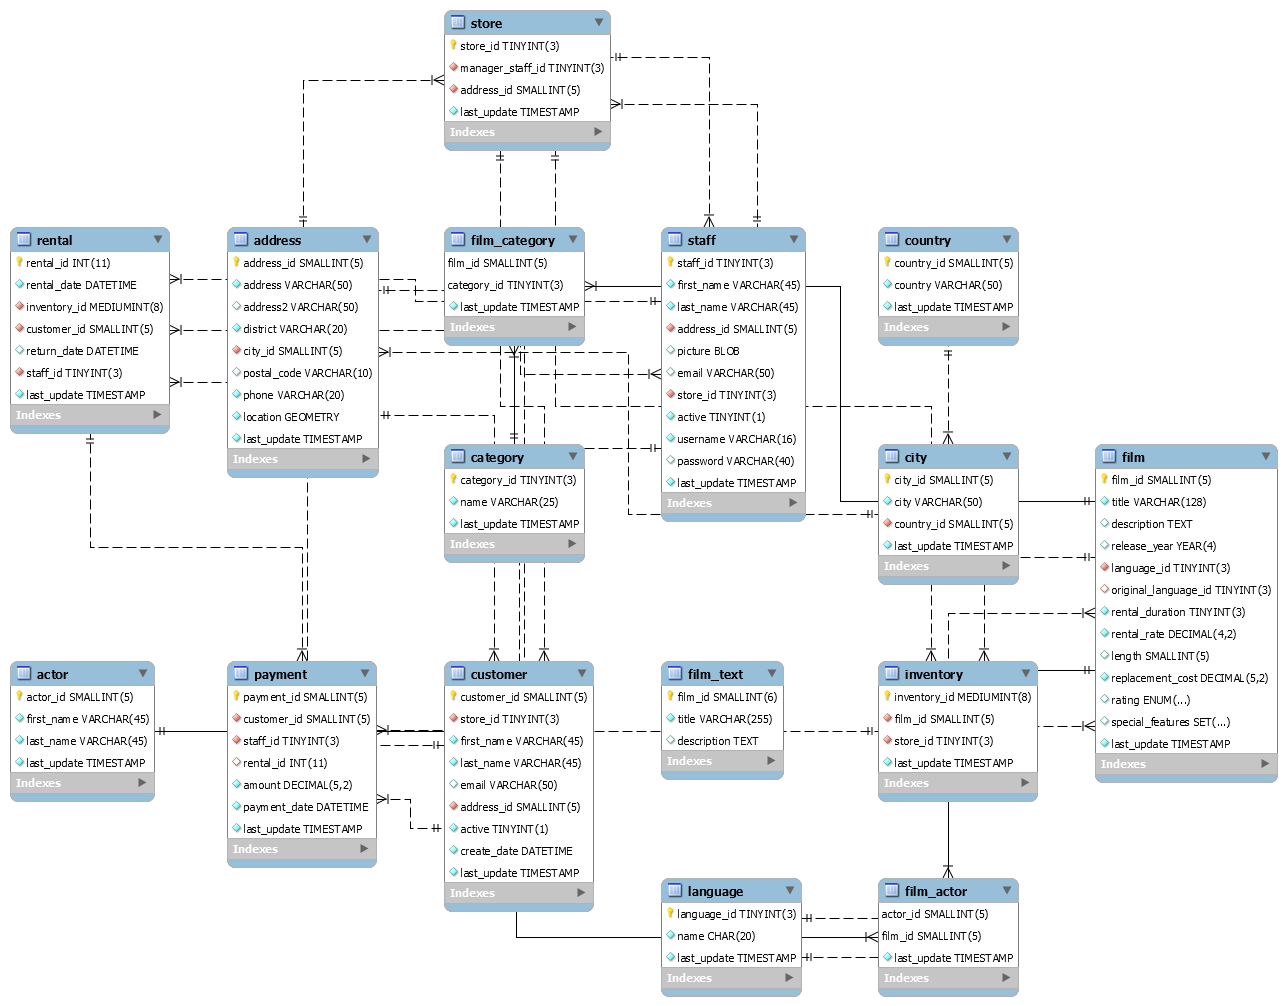 store
store_id TINYINT(3)
manager_staff_id TINYINT(3)
address_id SMALLINT(5)
last_update TIMESTAMP
Indexes
rental
rental_id INT(11)
rental_date DATETIME
inventory_id MEDIUMINT(8)
customer_id SMALLINT(5)
return_date DATETIME
staff_id TINYINT(3)
last_update TIMESTAMP
Indexes
address
address_id SMALLINT(5)
address VARCHAR(50)
address2 VARCHAR(50)
district VARCHAR(20)
city_id SMALLINT(5)
postal_code VARCHAR(10)
phone VARCHAR(20)
location GEOMETRY
last_update TIMESTAMP
Indexes
film_category
film_id SMALLINT(5)
category_id TINYINT(3)
last_update TIMESTAMP
Indexes
staff
staff_id TINYINT(3)
first_name VARCHAR(45)
last_name VARCHAR(45)
address_id SMALLINT(5)
picture BLOB
email VARCHAR(50)
store_id TINYINT(3)
active TINYINT(1)
username VARCHAR(16)
password VARCHAR(40)
last_update TIMESTAMP
Indexes
country
country_id SMALLINT(5)
country VARCHAR(50)
last_update TIMESTAMP
Indexes
category
category_id TINYINT(3)
name VARCHAR(25)
last_update TIMESTAMP
Indexes
city
city_id SMALLINT(5)
city VARCHAR(50)
country_id SMALLINT(5)
last_update TIMESTAMP
Indexes
film
film_id SMALLINT(5)
title VARCHAR(128)
description TEXT
release_year YEAR(4)
language_id TINYINT(3)
original_language_id TINYINT(3)
rental_duration TINYINT(3)
rental_rate DECIMAL(4,2)
length SMALLINT(5)
replacement_cost DECIMAL(5,2)
rating ENUM(...)
special_features SET(...)
last_update TIMESTAMP
Indexes
actor
actor_id SMALLINT(5)
first_name VARCHAR(45)
last_name VARCHAR(45)
last_update TIMESTAMP
Indexes
payment
payment_id SMALLINT(5)
customer_id SMALLINT(5)
staff_id TINYINT(3)
rental_id INT(11)
amount DECIMAL(5,2)
payment_date DATETIME
last_update TIMESTAMP
Indexes
customer
customer_id SMALLINT(5)
store_id TINYINT(3)
first_name VARCHAR(45)
last_name VARCHAR(45)
email VARCHAR(50)
address_id SMALLINT(5)
active TINYINT(1)
create_date DATETIME
last_update TIMESTAMP
Indexes
film_text
film_id SMALLINT(6)
title VARCHAR(255)
description TEXT
Indexes
inventory
inventory_id MEDIUMINT(8)
film_id SMALLINT(5)
store_id TINYINT(3)
last_update TIMESTAMP
Indexes
language
language_id TINYINT(3)
name CHAR(20)
last_update TIMESTAMP
Indexes
film_actor
actor_id SMALLINT(5)
film_id SMALLINT(5)
last_update TIMESTAMP
Indexes